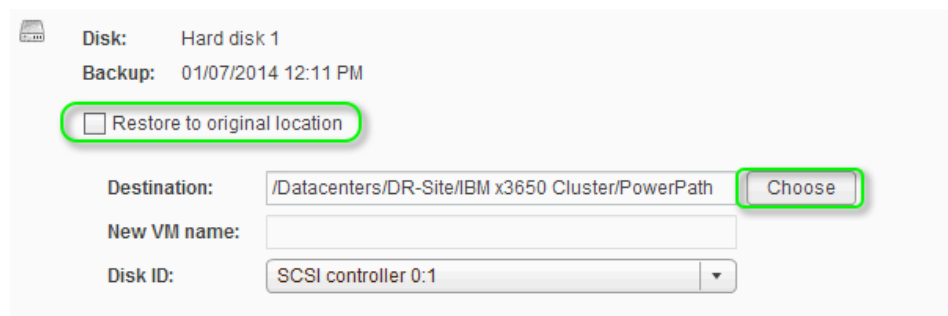 Disk: Hard disk 1
Backup: 01/07/2014 12:11 PM
Restore to original location
Destination: /Datacenters/DR-Site/IBM x3650 Cluster/PowerPath Choose
New VM name:
Disk ID: SCSI controller 0:1